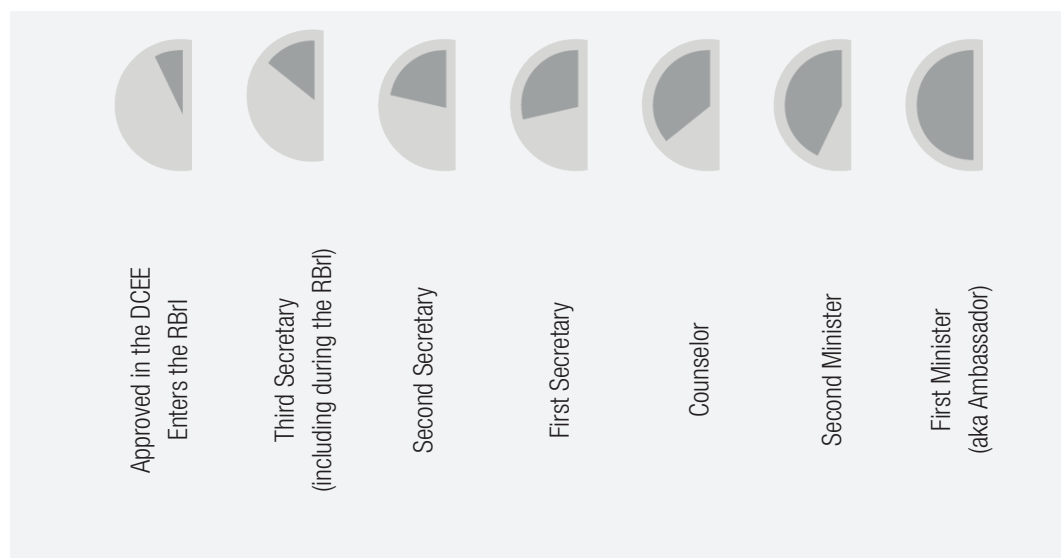 Approved in the DCEE
Enters the RBrI
Third Secretary
(including during the RBrI)
Second Secretary
First Secretary
Counselor
Second Minister
First Minister
(aka Ambassador)